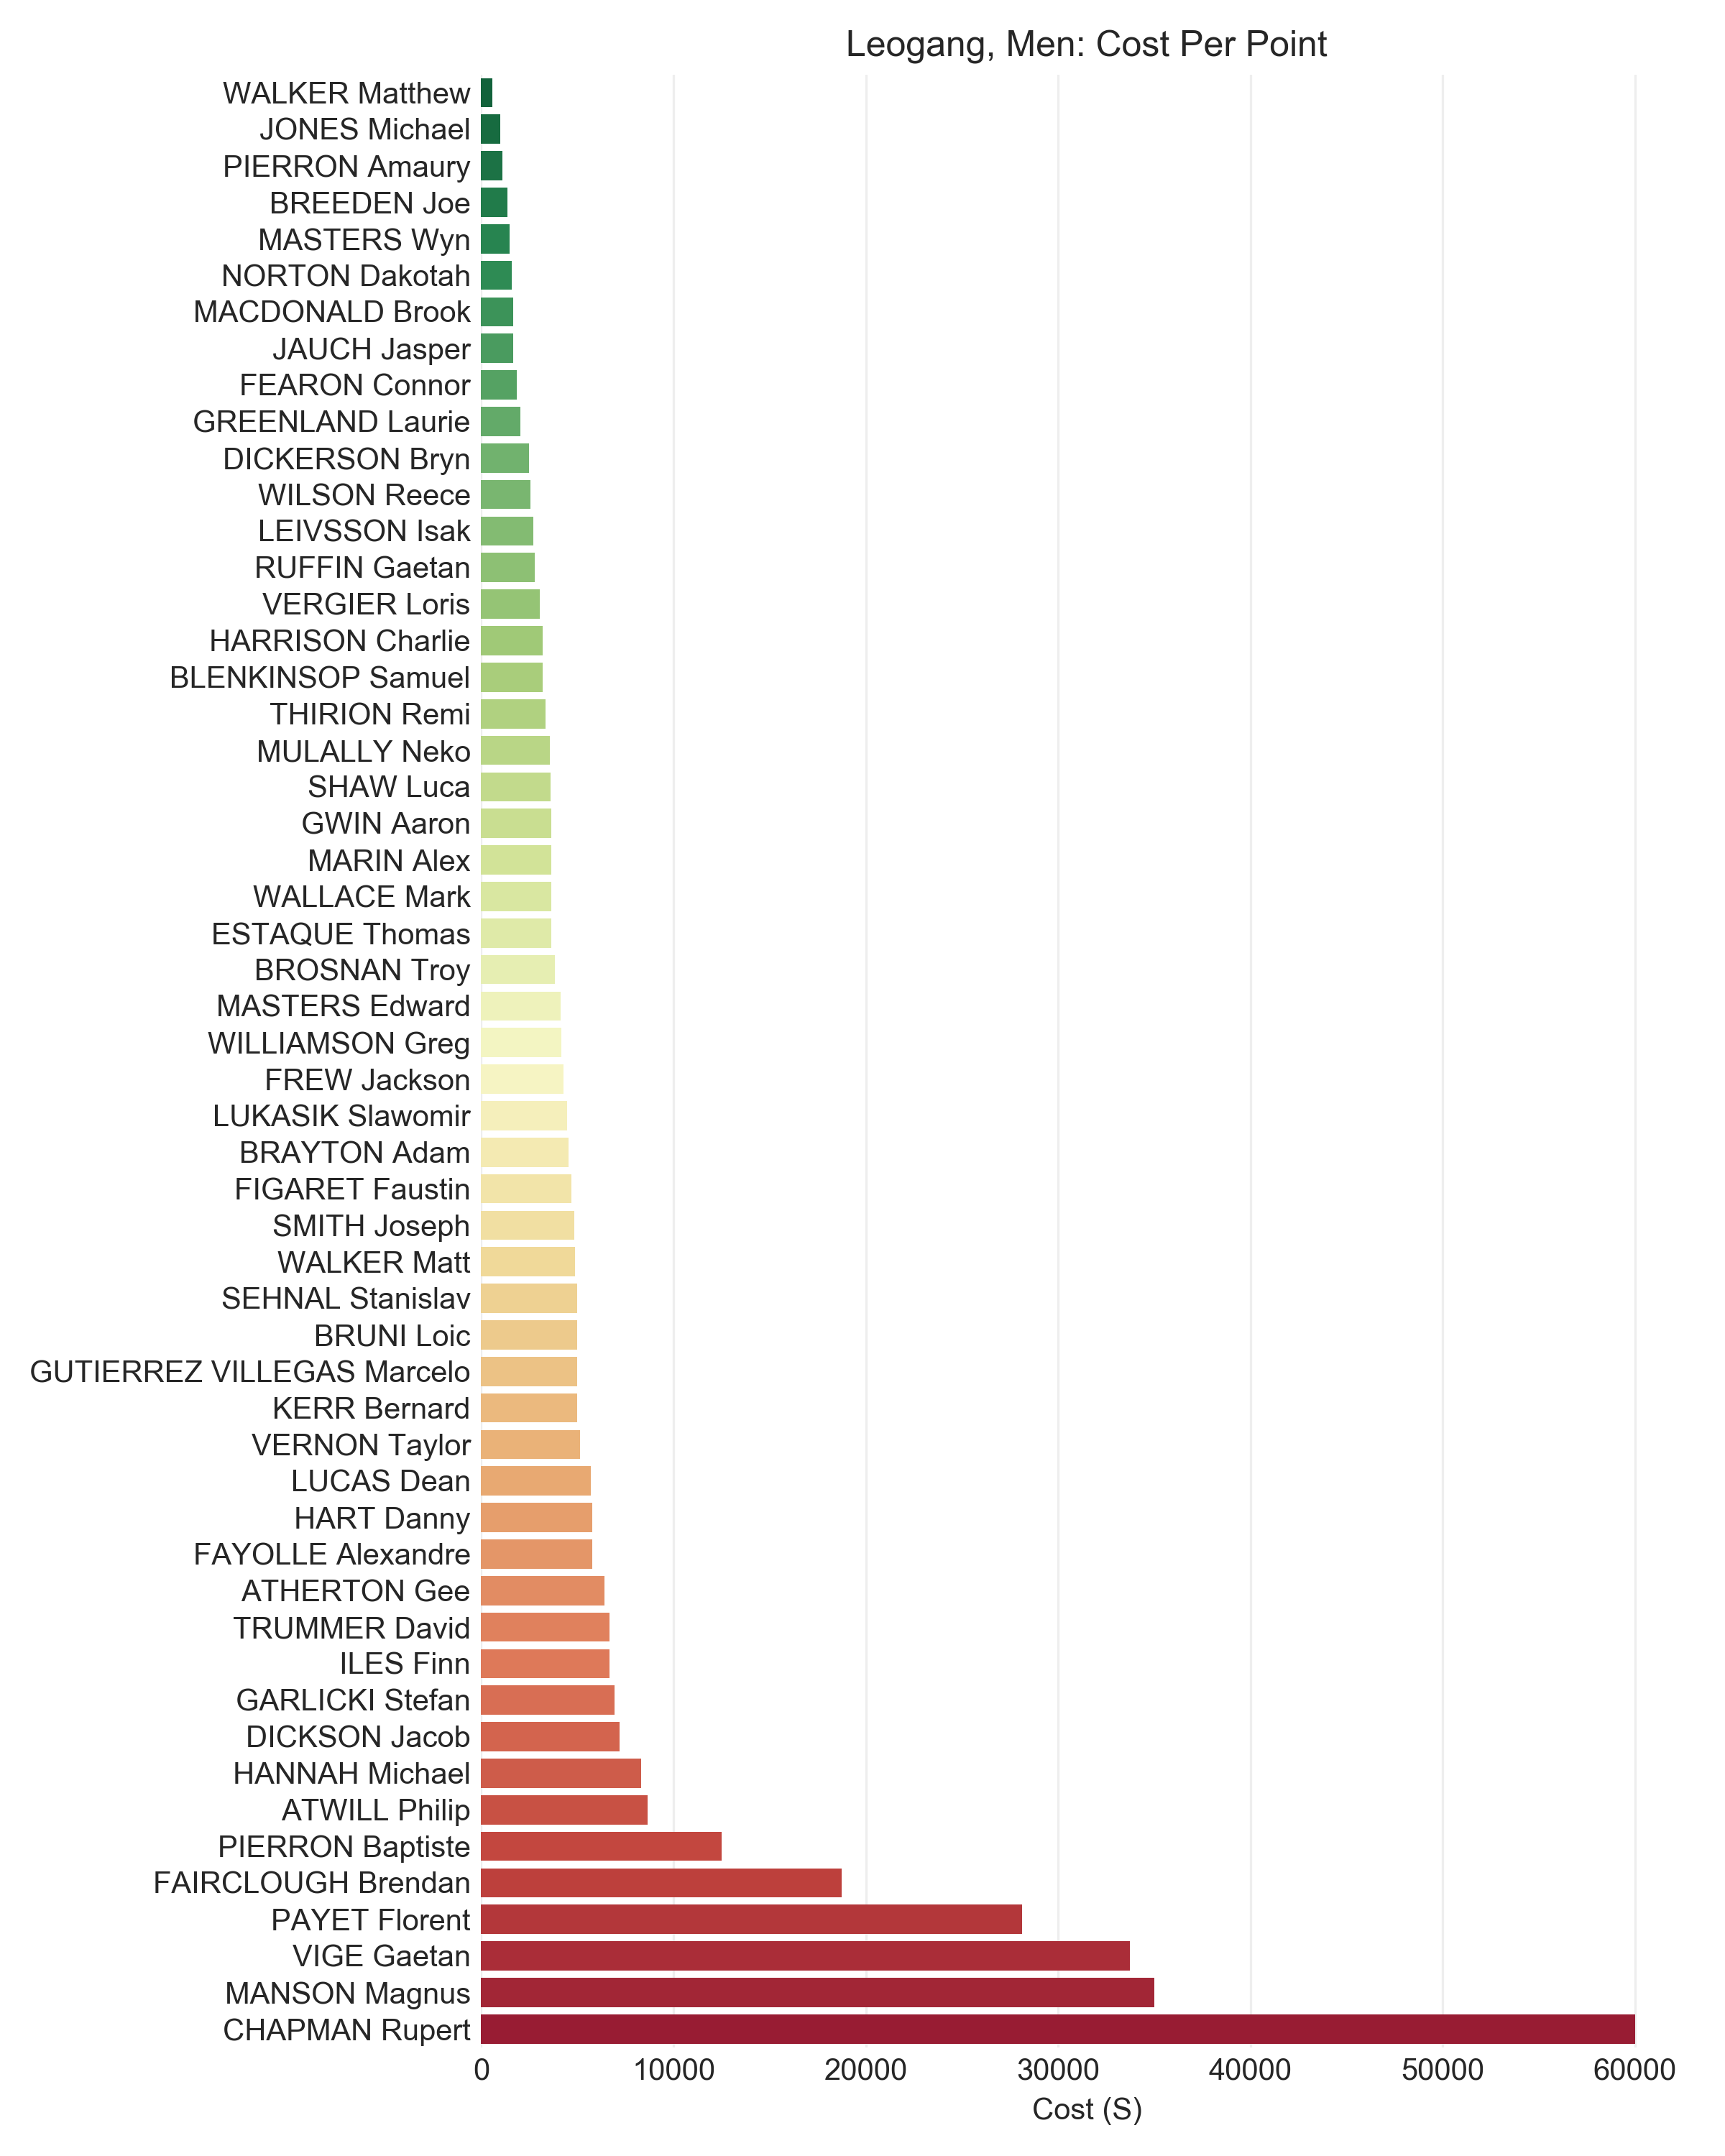 Leogang, Men: Cost Per Point
WALKER Matthew
JONES Michael
PIERRON Amaury
BREEDEN Joe
MASTERS Wyn
NORTON Dakotah
MACDONALD Brook
JAUCH Jasper
FEARON Connor
GREENLAND Laurie
DICKERSON Bryn
WILSON Reece
LEIVSSON Isak
RUFFIN Gaetan
VERGIER Loris
HARRISON Charlie
BLENKINSOP Samuel
THIRION Remi
MULALLY Neko
SHAW Luca
GWIN Aaron
MARIN Alex
WALLACE Mark
ESTAQUE Thomas
BROSNAN Troy
MASTERS Edward
WILLIAMSON Greg
FREW Jackson
LUKASIK Slawomir
BRAYTON Adam
FIGARET Faustin
SMITH Joseph
WALKER Matt
SEHNAL Stanislav
BRUNI Loic
GUTIERREZ VILLEGAS Marcelo
KERR Bernard
VERNON Taylor
LUCAS Dean
HART Danny
FAYOLLE Alexandre
ATHERTON Gee
TRUMMER David
ILES Finn
GARLICKI Stefan
DICKSON Jacob
HANNAH Michael
ATWILL Philip
PIERRON Baptiste
FAIRCLOUGH Brendan
PAYET Florent
VIGE Gaetan
MANSON Magnus
CHAPMAN Rupert
0 10000 20000 30000 40000 50000 60000
Cost (S)